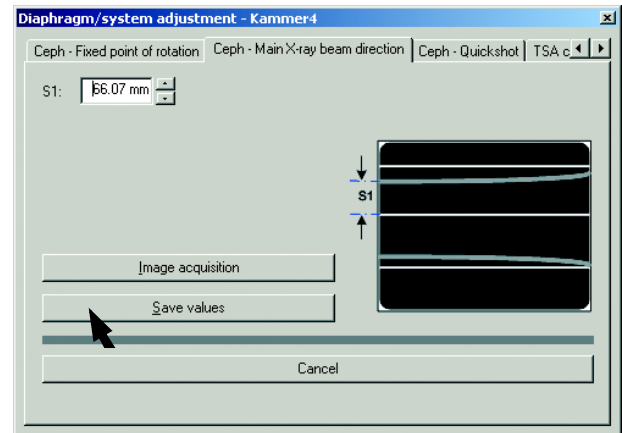 Diaphragm/system adjustment - Kammer4
Ceph - Fixed point of rotation Ceph - Main X-ray beam direction Ceph - Quickshot TSA c
S1: 66.07 mm
S1
Image acquisition
Save values
Cancel